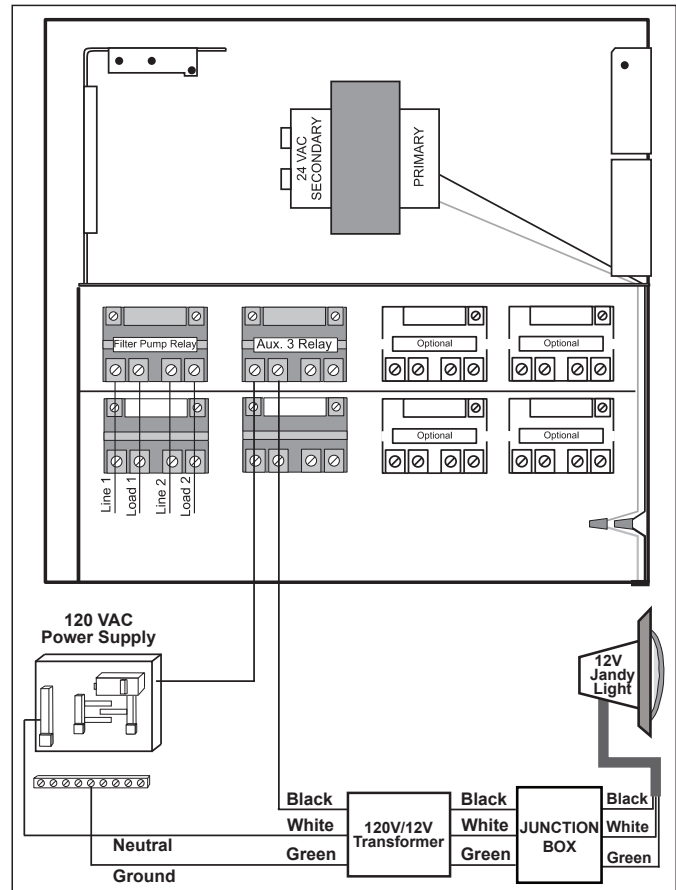 24 VAC
SECONDARY
PRIMARY
Filter Pump Relay
Aux. 3 Relay
Optional
Optional
Optional
Optional
Line 1
Load 1
Line 2
Load 2
120 VAC
Power Supply
12V
Jandy
Light
Black
White
Green
Neutral
Ground
120V/12V
Transformer
Black
White
Green
JUNCTION
BOX
Black
White
Green